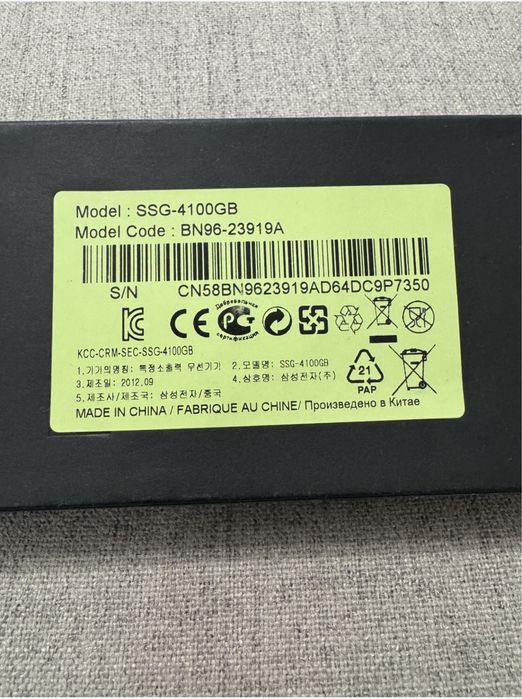 Model : SSG-4100GB
Model Code : BN96-23919A
S/N CN58BN9623919AD64DC9P7350
Добровольная
сертификация
KCC-CRM-SEC-SSG-4100GB
1.기기의명칭: 특정소출력 무선기기 2.모델명: SSG-4100GB
3.제조일: 2012.09 4.상호명: 삼성전자(주)
5.제조사/제조국: 삼성전자/중국
21
PAP
MADE IN CHINA / FABRIQUE AU CHINE/ Произведено в Китае